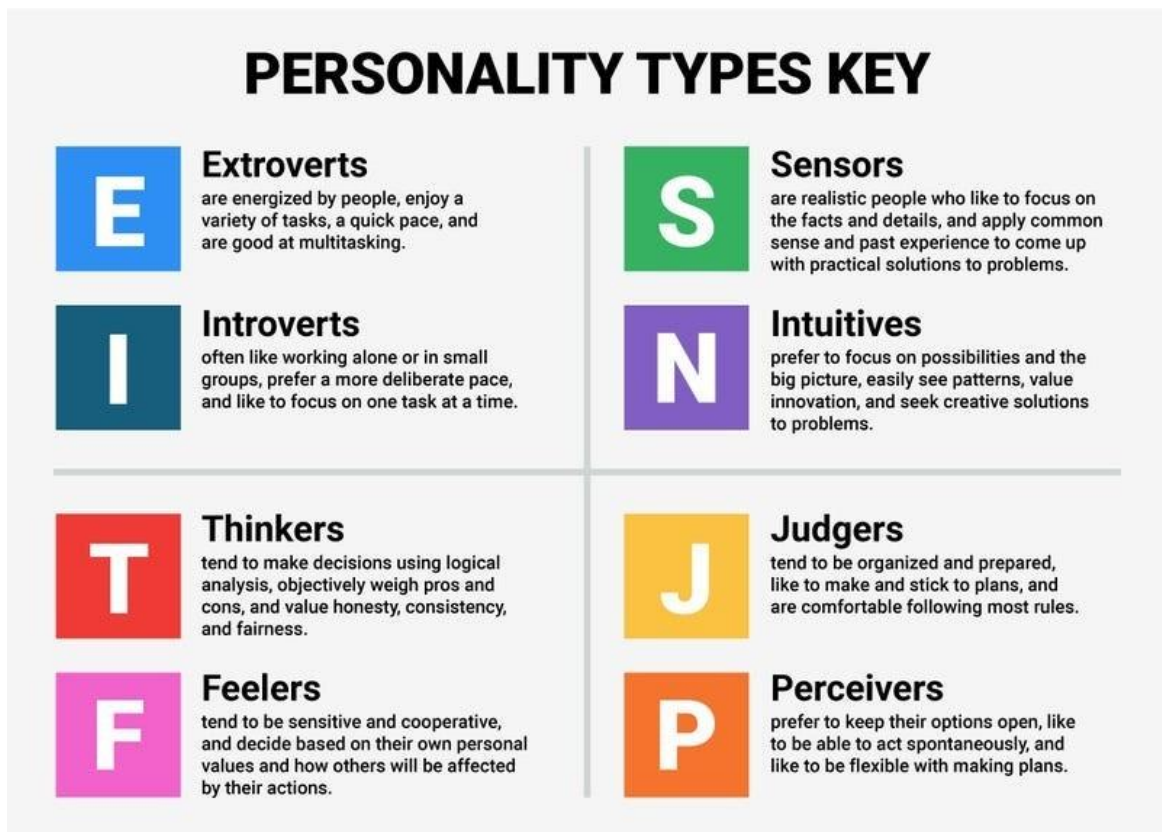 PERSONALITY TYPES KEY
E
Extroverts
are energized by people, enjoy a
variety of tasks, a quick pace, and
are good at multitasking.
I
Introverts
often like working alone or in small
groups, prefer a more deliberate pace,
and like to focus on one task at a time.
S
Sensors
are realistic people who like to focus on
the facts and details, and apply common
sense and past experience to come up
with practical solutions to problems.
N
Intuitives
prefer to focus on possibilities and the
big picture, easily see patterns, value
innovation, and seek creative solutions
to problems.
T
Thinkers
tend to make decisions using logical
analysis, objectively weigh pros and
cons, and value honesty, consistency,
and fairness.
F
Feelers
tend to be sensitive and cooperative,
and decide based on their own personal
values and how others will be affected
by their actions.
J
Judgers
tend to be organized and prepared,
like to make and stick to plans, and
are comfortable following most rules.
P
Perceivers
prefer to keep their options open, like
to be able to act spontaneously, and
like to be flexible with making plans.